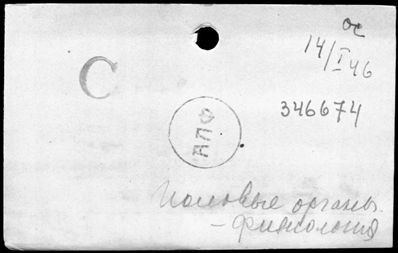 ос
14/I 46
С
346674
АПФ
Половые органы
– физиология